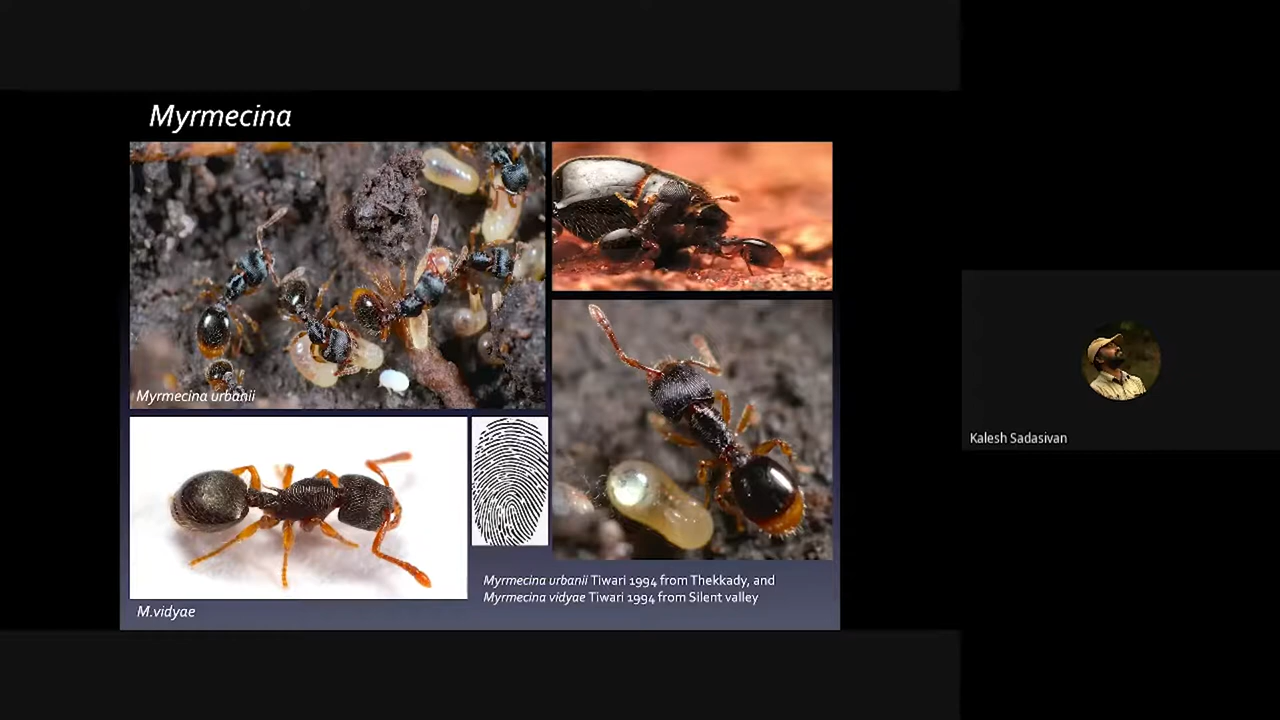 Myrmecina
Myrmecina urbanii
M.vidyae
Myrmecina urbanii Tiwari 1994 from Thekkady, and
Myrmecina vidyae Tiwari 1994 from Silent valley
Kalesh Sadasivan